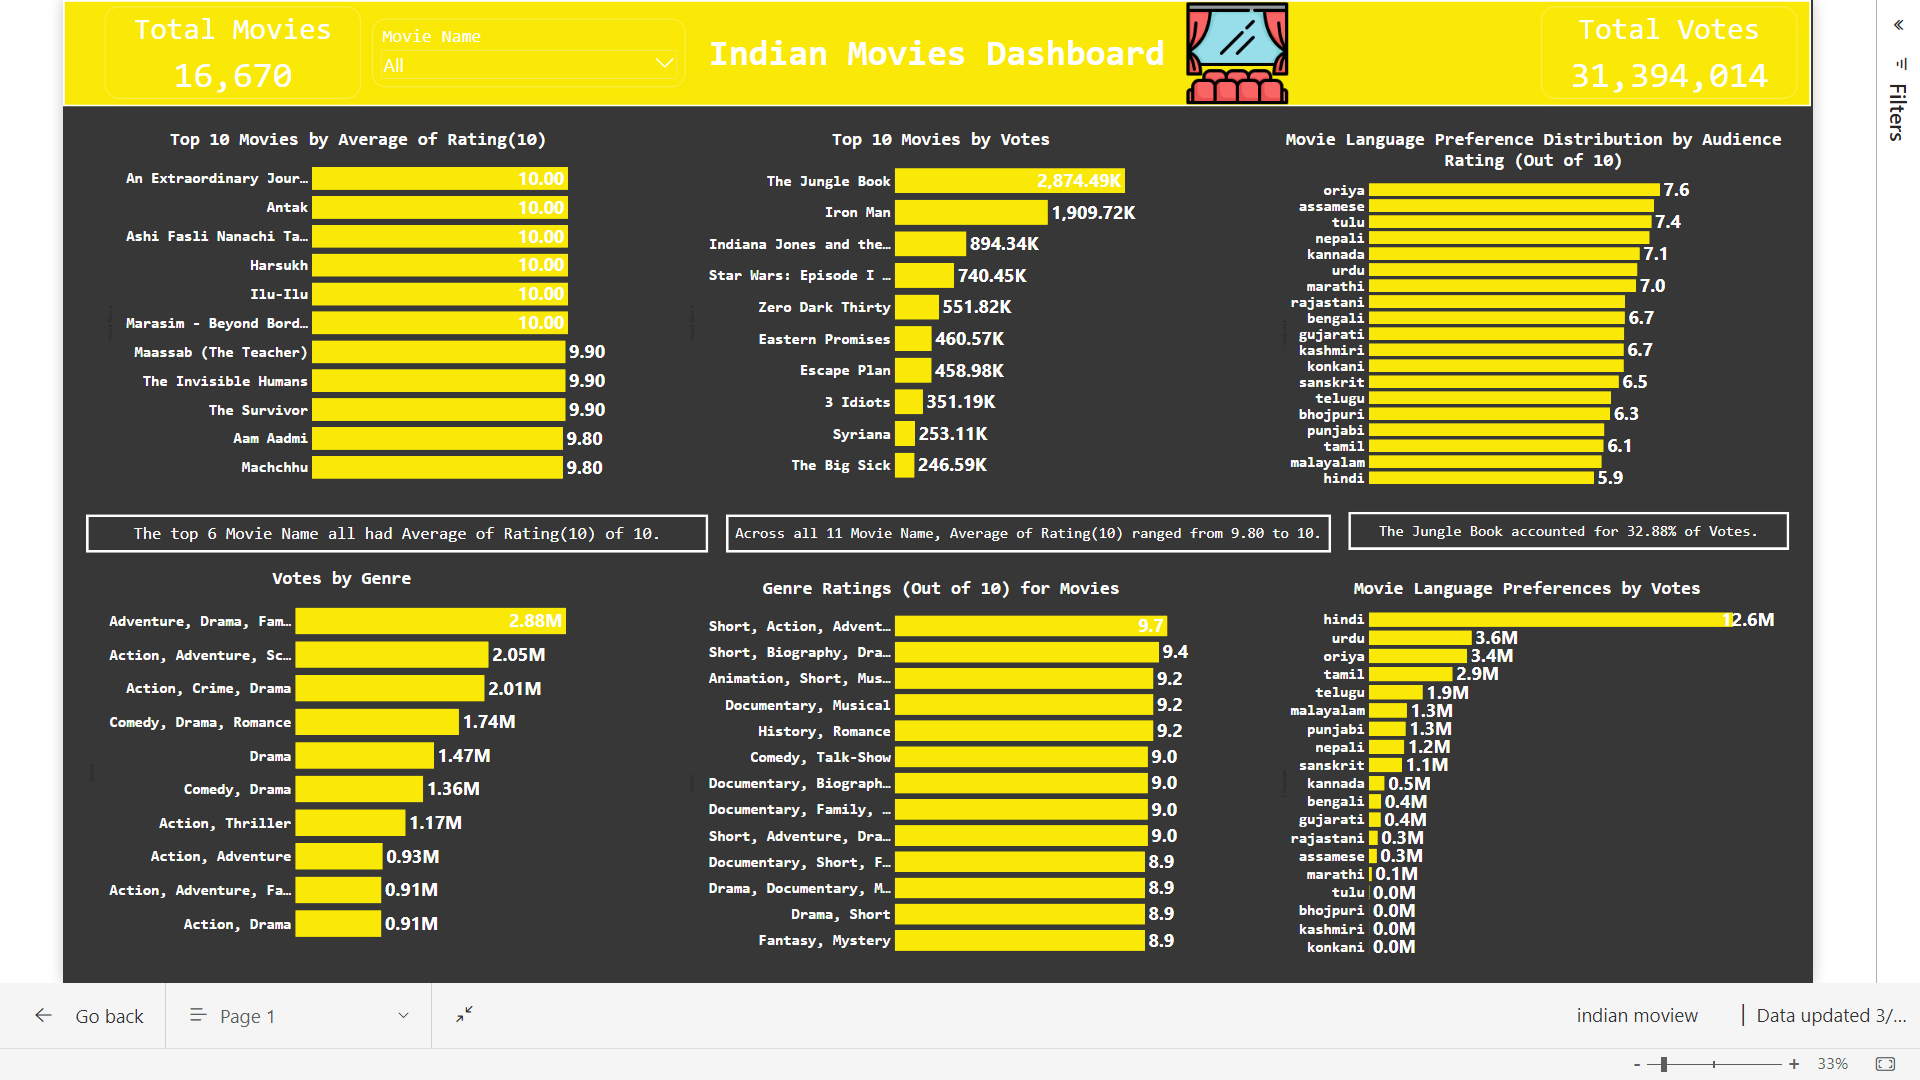 Total Movies
16,670
Movie Name
All
Indian Movies Dashboard
Total Votes
31,394,014
Filters
Top 10 Movies by Average of Rating(10)
An Extraordinary Jour… 10.00
Antak 10.00
Ashi Fasli Nanachi Ta… 10.00
Harsukh 10.00
Ilu-Ilu 10.00
Marasim - Beyond Bord… 10.00
Maassab (The Teacher) 9.90
The Invisible Humans 9.90
The Survivor 9.90
Aam Aadmi 9.80
Machchhu 9.80
Top 10 Movies by Votes
The Jungle Book 2,874.49K
Iron Man 1,909.72K
Indiana Jones and the… 894.34K
Star Wars: Episode I … 740.45K
Zero Dark Thirty 551.82K
Eastern Promises 460.57K
Escape Plan 458.98K
3 Idiots 351.19K
Syriana 253.11K
The Big Sick 246.59K
Movie Language Preference Distribution by Audience
Rating (Out of 10)
oriya 7.6
assamese
tulu 7.4
nepali
kannada 7.1
urdu
marathi 7.0
rajastani
bengali 6.7
gujarati
kashmiri 6.7
konkani
sanskrit 6.5
telugu
bhojpuri 6.3
punjabi
tamil 6.1
malayalam
hindi 5.9
The top 6 Movie Name all had Average of Rating(10) of 10.
Across all 11 Movie Name, Average of Rating(10) ranged from 9.80 to 10.
The Jungle Book accounted for 32.88% of Votes.
Votes by Genre
Adventure, Drama, Fam… 2.88M
Action, Adventure, Sc… 2.05M
Action, Crime, Drama 2.01M
Comedy, Drama, Romance 1.74M
Drama 1.47M
Comedy, Drama 1.36M
Action, Thriller 1.17M
Action, Adventure 0.93M
Action, Adventure, Fa… 0.91M
Action, Drama 0.91M
Genre Ratings (Out of 10) for Movies
Short, Action, Advent… 9.7
Short, Biography, Dra… 9.4
Animation, Short, Mus… 9.2
Documentary, Musical 9.2
History, Romance 9.2
Comedy, Talk-Show 9.0
Documentary, Biograph… 9.0
Documentary, Family, … 9.0
Short, Adventure, Dra… 9.0
Documentary, Short, F… 8.9
Drama, Documentary, M… 8.9
Drama, Short 8.9
Fantasy, Mystery 8.9
Movie Language Preferences by Votes
hindi 12.6M
urdu 3.6M
oriya 3.4M
tamil 2.9M
telugu 1.9M
malayalam 1.3M
punjabi 1.3M
nepali 1.2M
sanskrit 1.1M
kannada 0.5M
bengali 0.4M
gujarati 0.4M
rajastani 0.3M
assamese 0.3M
marathi 0.1M
tulu 0.0M
bhojpuri 0.0M
kashmiri 0.0M
konkani 0.0M
Go back
Page 1
indian moview | Data updated 3/...
- + 33%